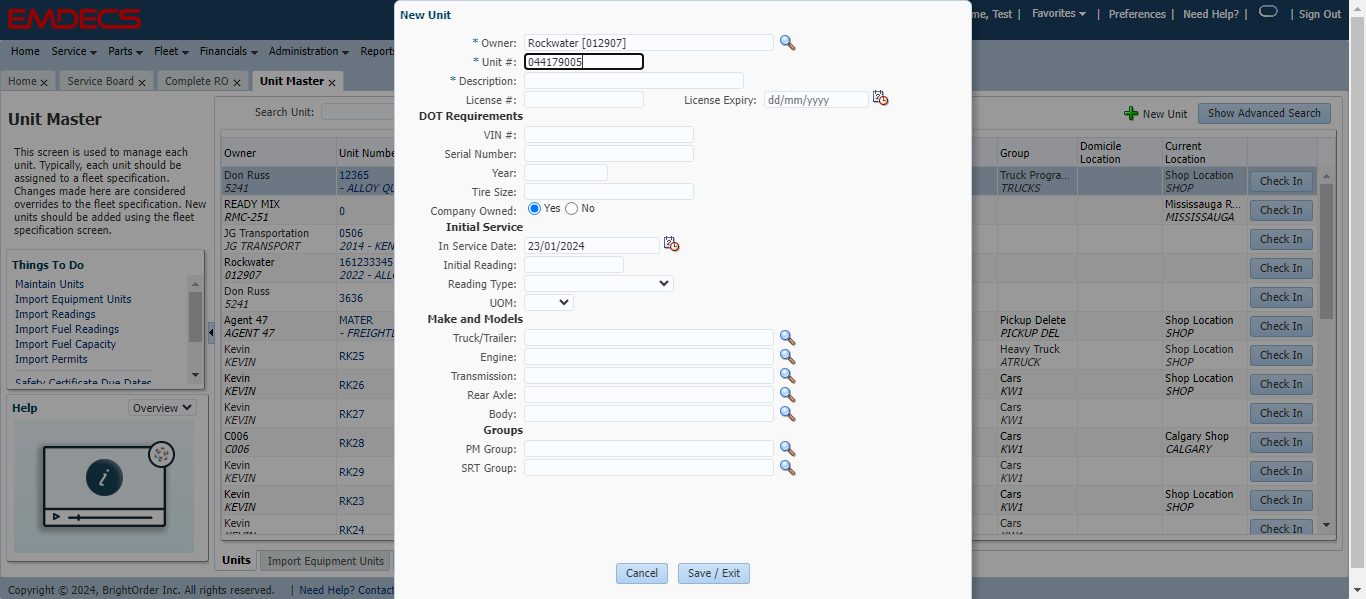 EMDECS
me, Test | Favorites | Preferences | Need Help? | | Sign Out
Home Service Parts Fleet Financials Administration Reports
Home x Service Board x Complete RO x Unit Master x
Unit Master
This screen is used to manage each
unit. Typically, each unit should be
assigned to a fleet specification.
Changes made here are considered
overrides to the fleet specification. New
units should be added using the fleet
specification screen.
Things To Do
Maintain Units
Import Equipment Units
Import Readings
Import Fuel Readings
Import Fuel Capacity
Import Permits
Safety Certificate Due Dates
Help Overview
Search Unit:
New Unit Show Advanced Search
Owner Unit Numbe Group Domicile Location Current Location
Don Russ 12365 Truck Progra... Shop Location Check In
5241 - ALLOY QU TRUCKS SHOP
READY MIX 0 Mississauga R... Check In
RMC-251 MISSISSAUGA
JG Transportation 0506 Check In
JG TRANSPORT 2014 - KEN
Rockwater 161233345 Check In
012907 2022 - ALL
Don Russ 3636 Check In
5241
Agent 47 MATER Pickup Delete Shop Location Check In
AGENT 47 - FREIGHTL PICKUP DEL SHOP
Kevin RK25 Heavy Truck Shop Location Check In
KEVIN ATRUCK SHOP
Kevin RK26 Cars Shop Location Check In
KEVIN KW1 SHOP
Kevin RK27 Cars Check In
KEVIN KW1
C006 RK28 Cars Calgary Shop Check In
C006 KW1 CALGARY
Kevin RK29 Cars Check In
KEVIN KW1
Kevin RK23 Cars Shop Location Check In
KEVIN KW1 SHOP
Kevin RK24 Cars Check In
KEVIN KW1
Units Import Equipment Units
Copyright © 2024, BrightOrder Inc. All rights reserved. | Need Help? Contact
New Unit
* Owner: Rockwater [012907]
* Unit #: 044179005
* Description:
License #: License Expiry: dd/mm/yyyy
DOT Requirements
VIN #:
Serial Number:
Year:
Tire Size:
Company Owned: Yes No
Initial Service
In Service Date: 23/01/2024
Initial Reading:
Reading Type:
UOM:
Make and Models
Truck/Trailer:
Engine:
Transmission:
Rear Axle:
Body:
Groups
PM Group:
SRT Group:
Cancel Save / Exit